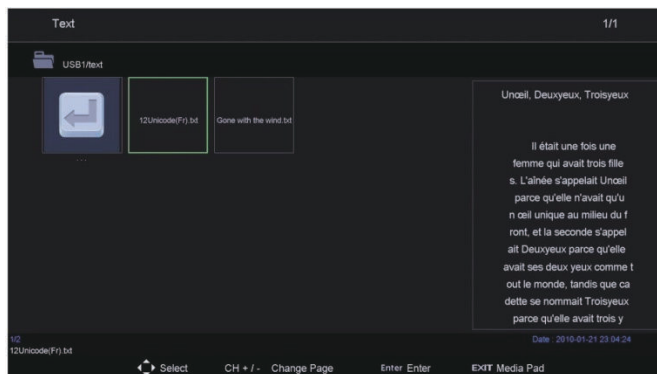 Text
1/1
USB1/text
12Unicode(Fr).txt
Gone with the wind.txt
...
Unœil, Deuxyeux, Troisyeux
Il était une fois une
femme qui avait trois fille
s. L'aînée s'appelait Unœil
parce qu'elle n'avait qu'u
n œil unique au milieu du f
ront, et la seconde s'appel
ait Deuxyeux parce qu'elle
avait ses deux yeux comme t
out le monde, tandis que ca
dette se nommait Troisyeux
parce qu'elle avait trois y
1/2
Date : 2010-01-21 23:04:24
12Unicode(Fr).txt
Select
CH + / - Change Page
Enter Enter
EXIT Media Pad